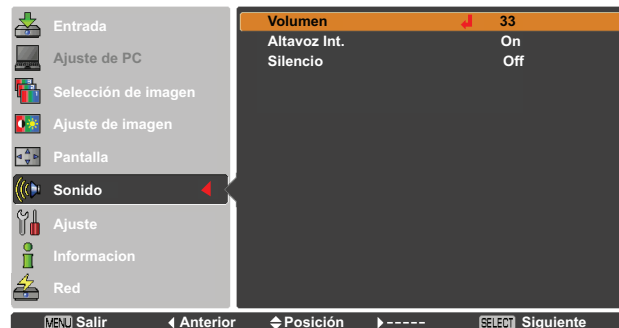 Entrada
Ajuste de PC
Selección de imagen
Ajuste de imagen
Pantalla
Sonido
Ajuste
Informacion
Red
Volumen 33
Altavoz Int. On
Silencio Off
MENU Salir Anterior Posición ----- SELECT Siguiente